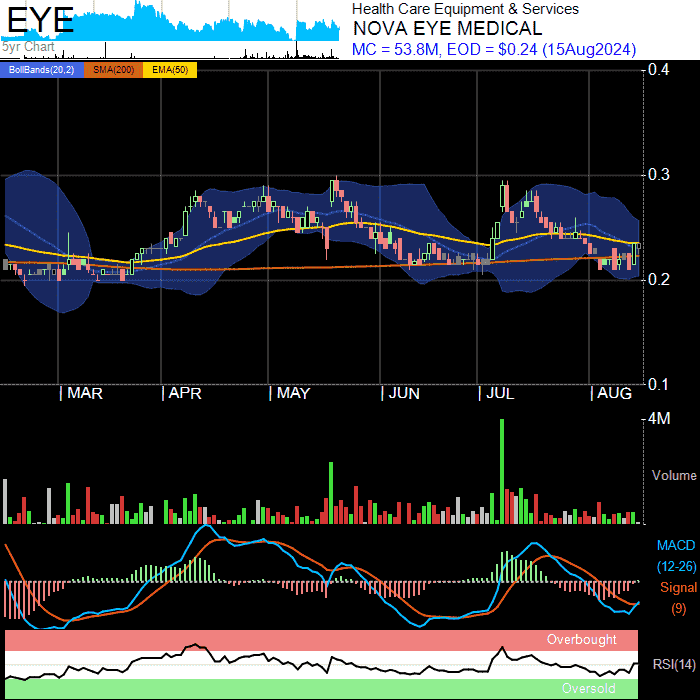 EYE
5yr Chart
Health Care Equipment & Services
NOVA EYE MEDICAL
MC = 53.8M, EOD = $0.24 (15Aug2024)
BollBands(20,2) SMA(200) EMA(50)
0.4
0.3
0.2
0.1
MAR APR MAY JUN JUL AUG
4M
Volume
MACD
(12-26)
Signal
(9)
Overbought
RSI(14)
Oversold